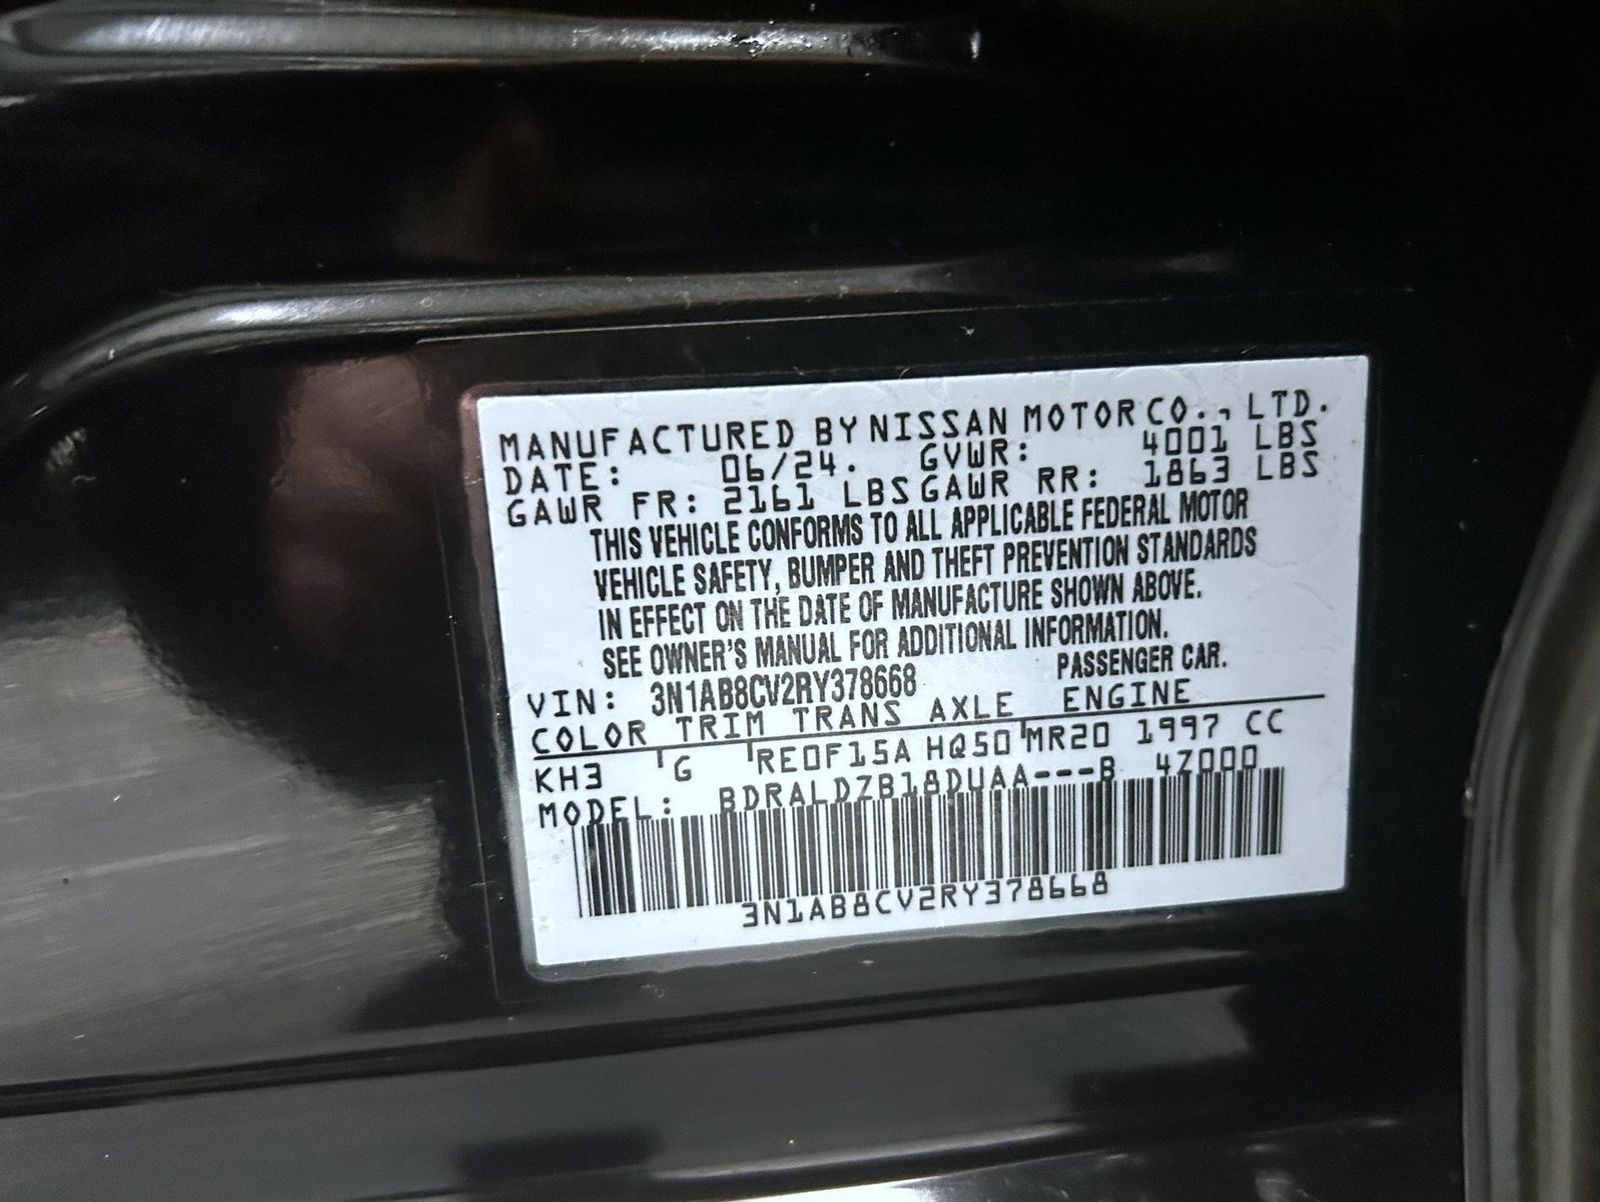 MANUFACTURED BY NISSAN MOTOR CO., LTD.
DATE: 06/24. GVWR: 4001 LBS
GAWR FR: 2161 LBS GAWR RR: 1863 LBS
THIS VEHICLE CONFORMS TO ALL APPLICABLE FEDERAL MOTOR
VEHICLE SAFETY, BUMPER AND THEFT PREVENTION STANDARDS
IN EFFECT ON THE DATE OF MANUFACTURE SHOWN ABOVE.
SEE OWNER'S MANUAL FOR ADDITIONAL INFORMATION.
VIN: 3N1AB8CV2RY378668 PASSENGER CAR.
COLOR TRIM TRANS AXLE ENGINE
KH3 G RE0F15A HQ50 MR20 1997 CC
MODEL: BDRALDZB18DUAA---B 4Z000
3N1AB8CV2RY378668